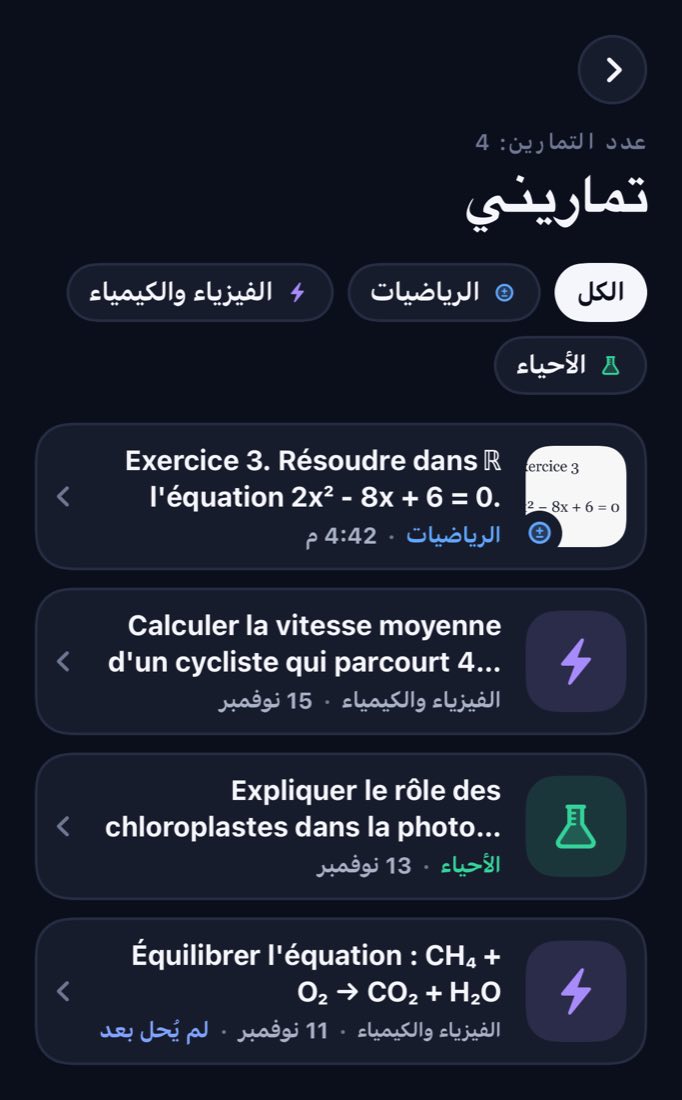 عدد التمارين: 4
تماريني
الكل
الرياضيات
الفيزياء والكيمياء
الأحياء
ercice 3
² – 8x + 6 = 0
Exercice 3. Résoudre dans ℝ
l'équation 2x² - 8x + 6 = 0.
الرياضيات · 4:42 م
Calculer la vitesse moyenne
d'un cycliste qui parcourt 4...
الفيزياء والكيمياء · 15 نوفمبر
Expliquer le rôle des
chloroplastes dans la photo...
الأحياء · 13 نوفمبر
Équilibrer l'équation : CH₄ +
O₂ → CO₂ + H₂O
الفيزياء والكيمياء · 11 نوفمبر · لم يُحل بعد